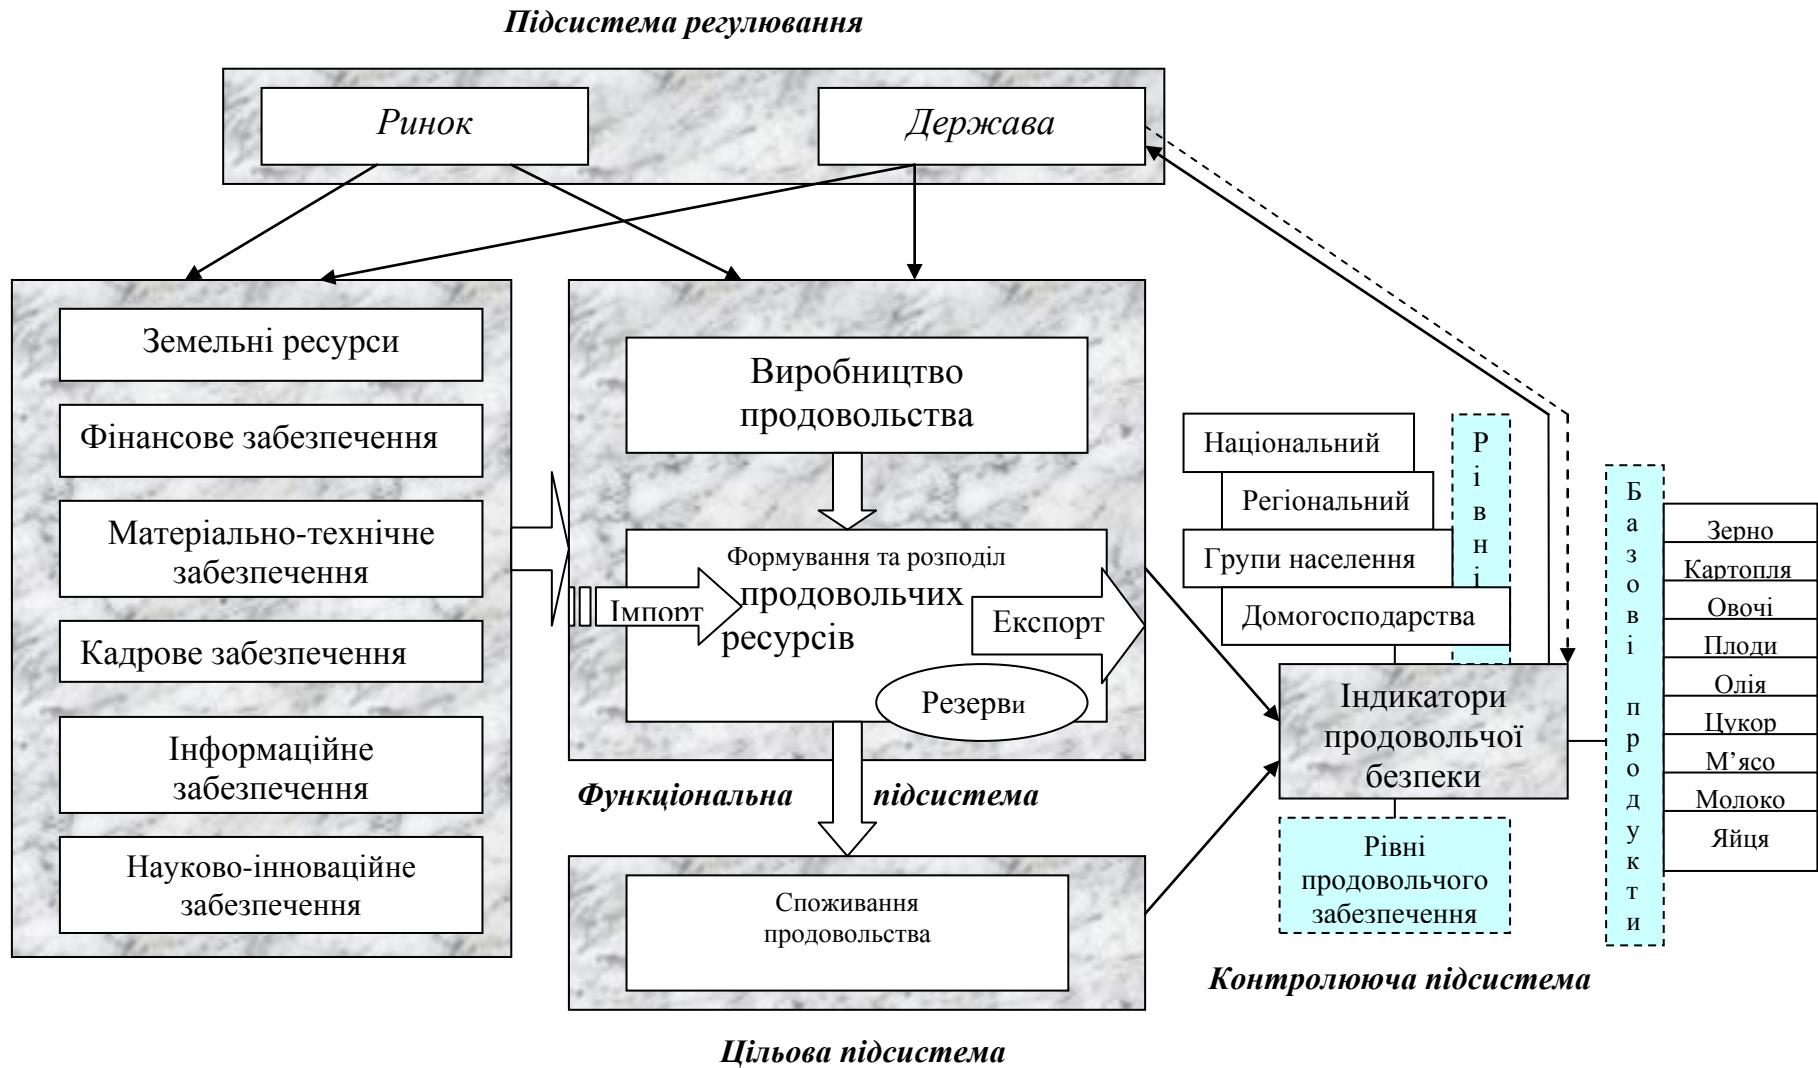 Підсистема регулювання
Ринок
Держава
Земельні ресурси
Фінансове забезпечення
Матеріально-технічне
забезпечення
Кадрове забезпечення
Інформаційне
забезпечення
Науково-інноваційне
забезпечення
Виробництво
продовольства
Формування та розподіл
продовольчих
ресурсів
Імпорт
Експорт
Резерви
Функціональна підсистема
Споживання
продовольства
Цільова підсистема
Національний
Регіональний
Групи населення
Домогосподарства
Рівні
Індикатори
продовольчої
безпеки
Рівні
продовольчого
забезпечення
Контролююча підсистема
Базові продукти
Зерно
Картопля
Овочі
Плоди
Олія
Цукор
М’ясо
Молоко
Яйця